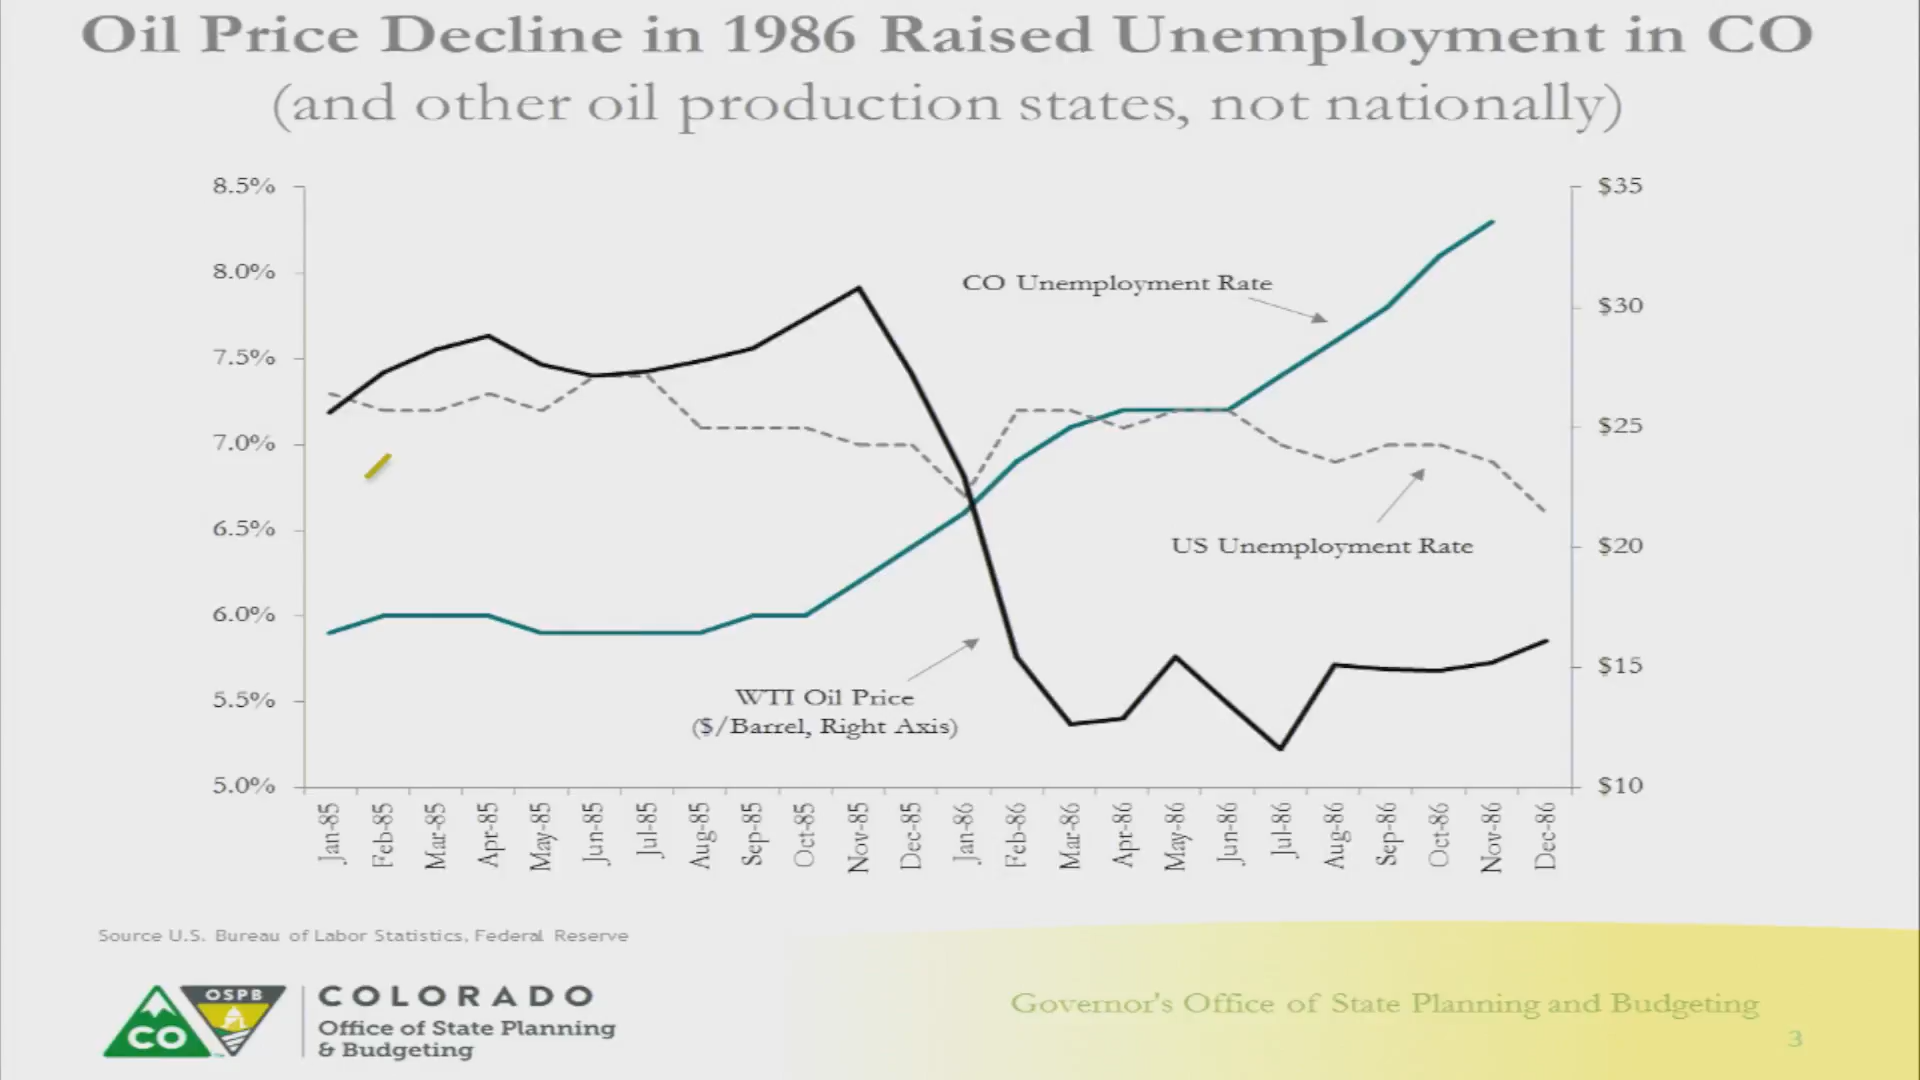 Oil Price Decline in 1986 Raised Unemployment in CO
(and other oil production states, not nationally)
8.5%
8.0%
7.5%
7.0%
6.5%
6.0%
5.5%
5.0%
$35
$30
$25
$20
$15
$10
CO Unemployment Rate
US Unemployment Rate
WTI Oil Price
($/Barrel, Right Axis)
Jan-85
Feb-85
Mar-85
Apr-85
May-85
Jun-85
Jul-85
Aug-85
Sep-85
Oct-85
Nov-85
Dec-85
Jan-86
Feb-86
Mar-86
Apr-86
May-86
Jun-86
Jul-86
Aug-86
Sep-86
Oct-86
Nov-86
Dec-86
Source U.S. Bureau of Labor Statistics, Federal Reserve
CO
OSPB
COLORADO
Office of State Planning
& Budgeting
Governor's Office of State Planning and Budgeting
3